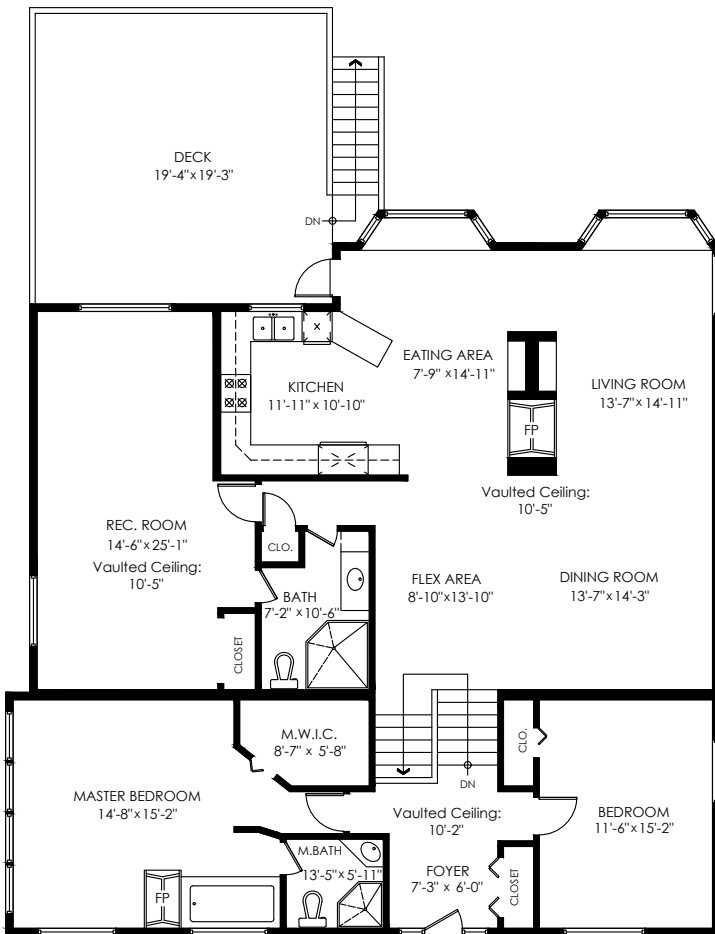 DECK
19'-4"x19'-3"
DN
EATING AREA
7'-9" x14'-11"
KITCHEN
11'-11" x 10'-10"
LIVING ROOM
13'-7" x 14'-11"
FP
Vaulted Ceiling:
10'-5"
REC. ROOM
14'-6"x25'-1"
Vaulted Ceiling:
10'-5"
CLO.
BATH
7'-2" x10'-6"
FLEX AREA
8'-10"x13'-10"
DINING ROOM
13'-7" x 14'-3"
CLOSET
M.W.I.C.
8'-7" x 5'-8"
CLO.
DN
MASTER BEDROOM
14'-8"x15'-2"
Vaulted Ceiling:
10'-2"
BEDROOM
11'-6"x15'-2"
M.BATH
13'-5"x5'-11"
FOYER
7'-3" x 6'-0"
CLOSET
FP